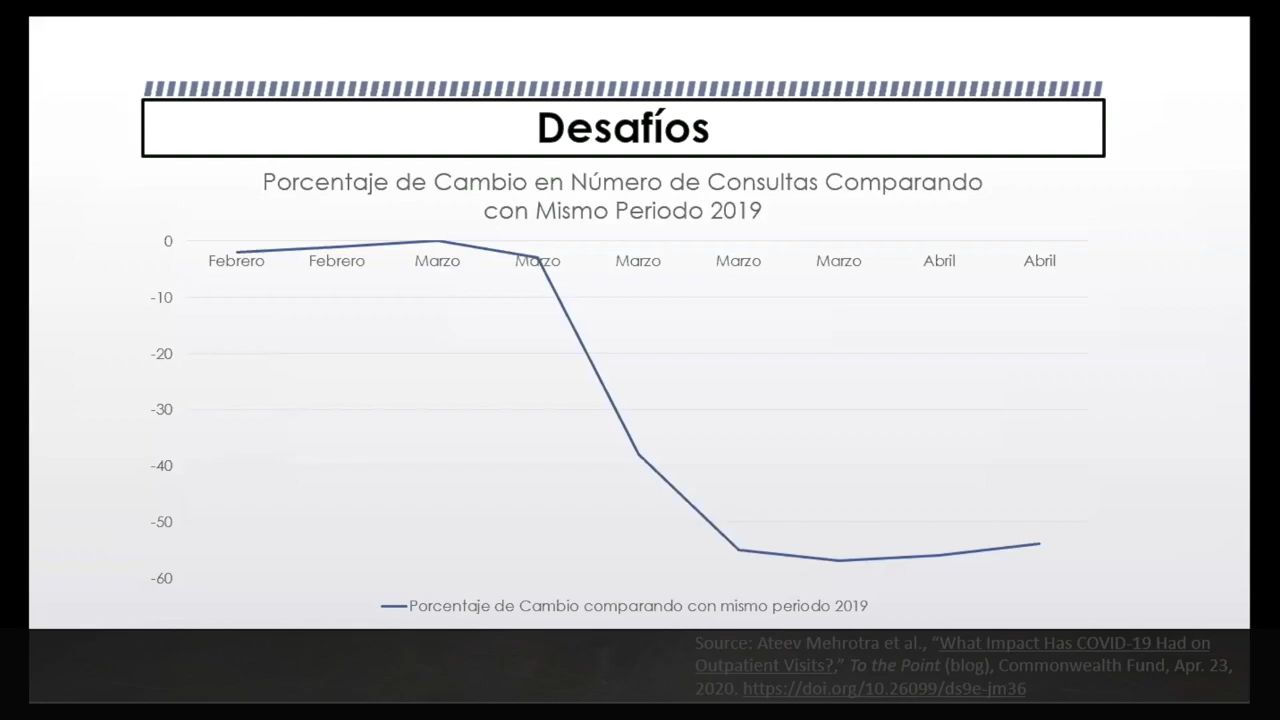 Desafíos
Porcentaje de Cambio en Número de Consultas Comparando
con Mismo Periodo 2019
0
Febrero Febrero Marzo Marzo Marzo Marzo Marzo Abril Abril
-10
-20
-30
-40
-50
-60
Porcentaje de Cambio comparando con mismo periodo 2019
Source: Ateev Mehrotra et al., “What Impact Has COVID-19 Had on
Outpatient Visits?,” To the Point (blog), Commonwealth Fund, Apr. 23,
2020. https://doi.org/10.26099/ds9e-jm36